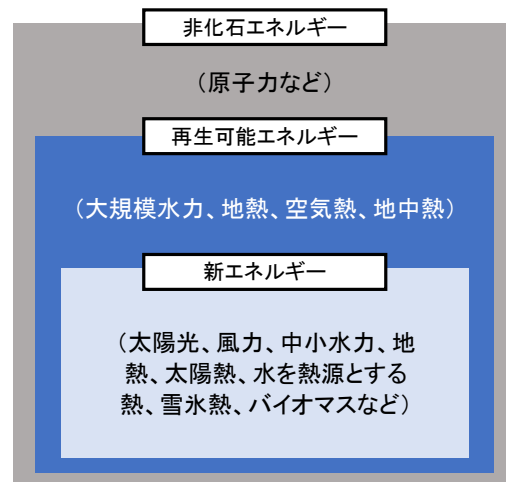 非化石エネルギー
（原子力など）
再生可能エネルギー
（大規模水力、地熱、空気熱、地中熱）
新エネルギー
（太陽光、風力、中小水力、地
熱、太陽熱、水を熱源とする
熱、雪氷熱、バイオマスなど）